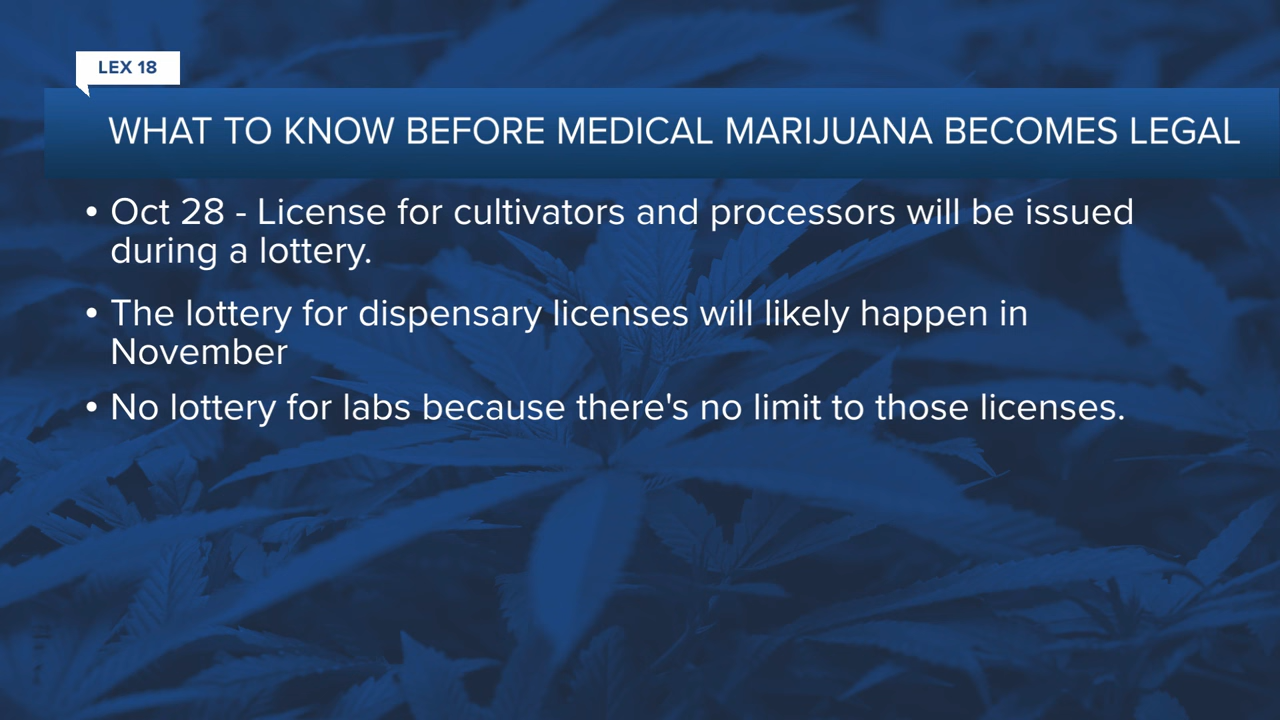 LEX 18
WHAT TO KNOW BEFORE MEDICAL MARIJUANA BECOMES LEGAL
• Oct 28 - License for cultivators and processors will be issued
during a lottery.
• The lottery for dispensary licenses will likely happen in
November
• No lottery for labs because there's no limit to those licenses.